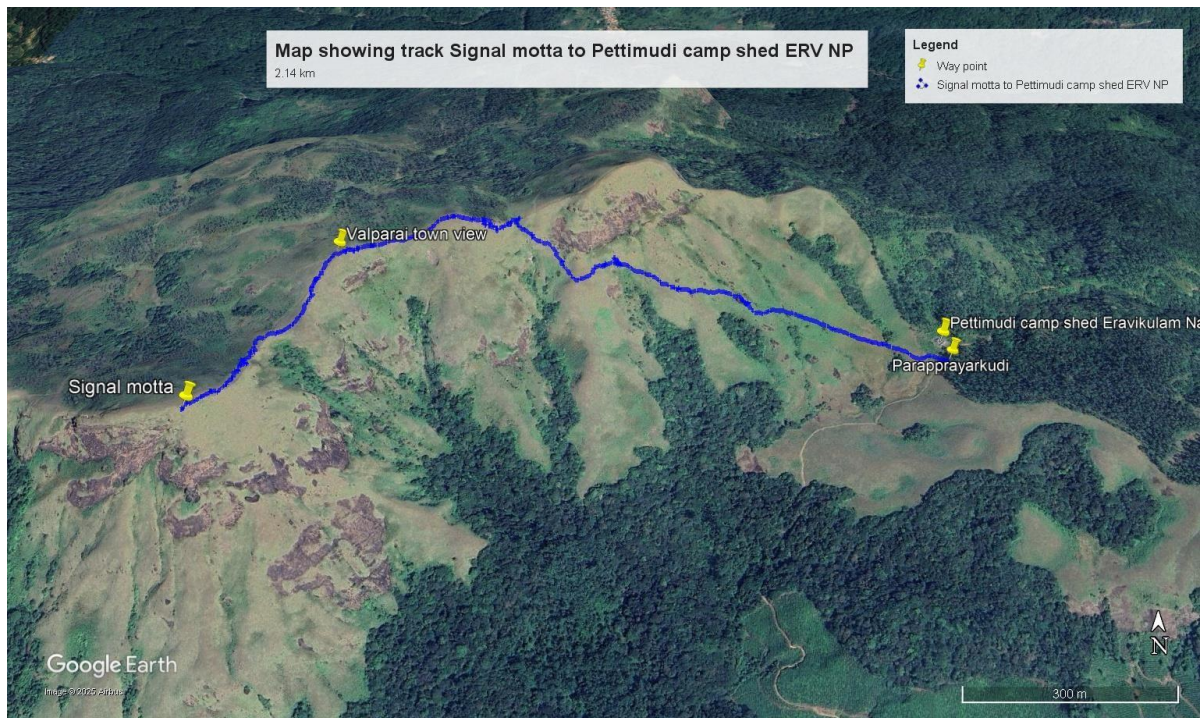 Map showing track Signal motta to Pettimudi camp shed ERV NP
2.14 km
Legend
Way point
Signal motta to Pettimudi camp shed ERV NP
Valparai town view
Pettimudi camp shed Eravikulam Na
Parapprayarkudi
Signal motta
N
Google Earth
Image © 2025 Airbus
300 m